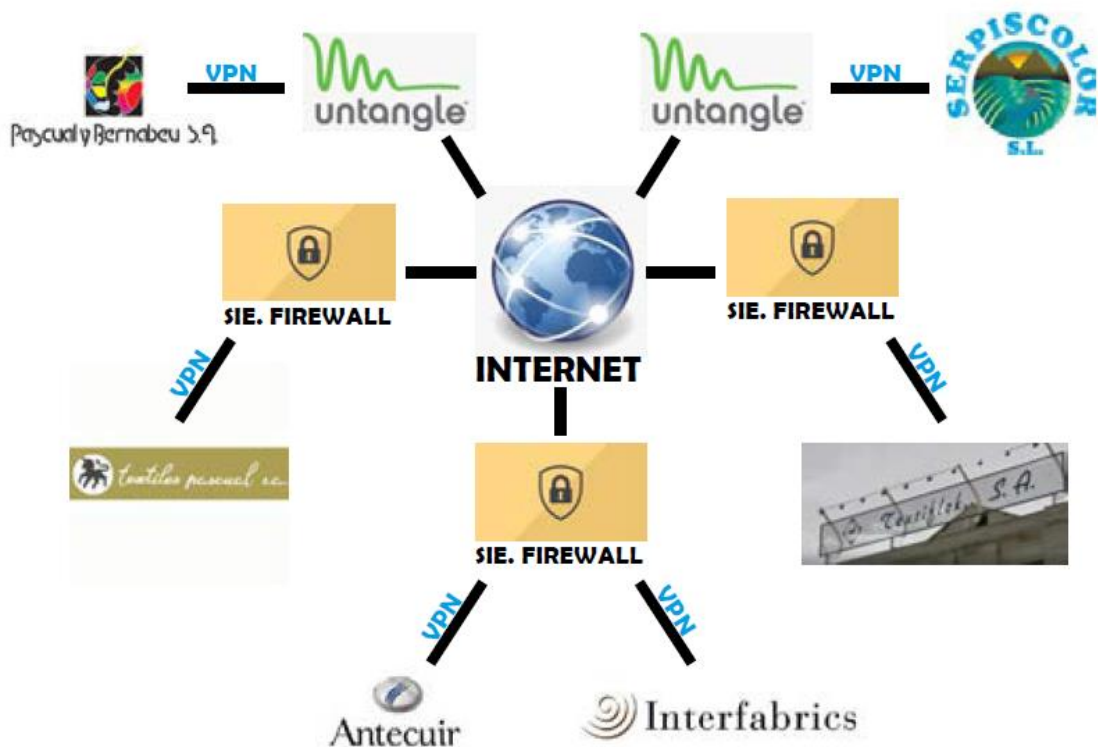 VPN
untangle
untangle
VPN
SERPISCOLOR
S.L.
Pascual y Bernabeu S.A.
SIE. FIREWALL
SIE. FIREWALL
INTERNET
VPN
VPN
textiles pascual s.a.
S. A.
SIE. FIREWALL
VPN
VPN
Antecuir
Interfabrics